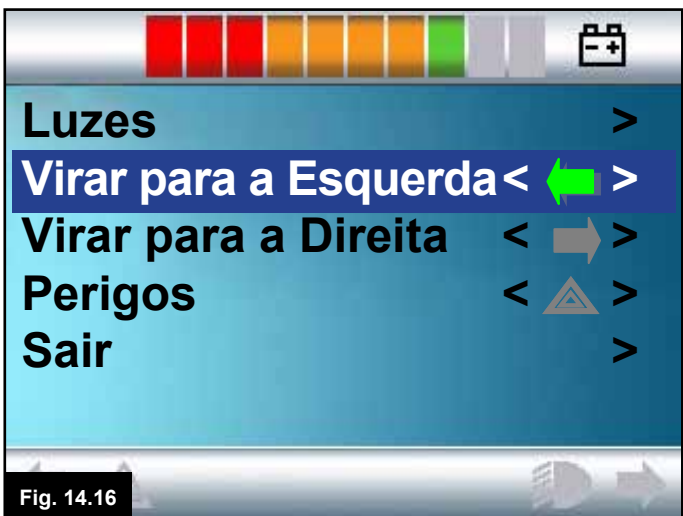 Luzes >
Virar para a Esquerda < >
Virar para a Direita < >
Perigos < >
Sair >
Fig. 14.16